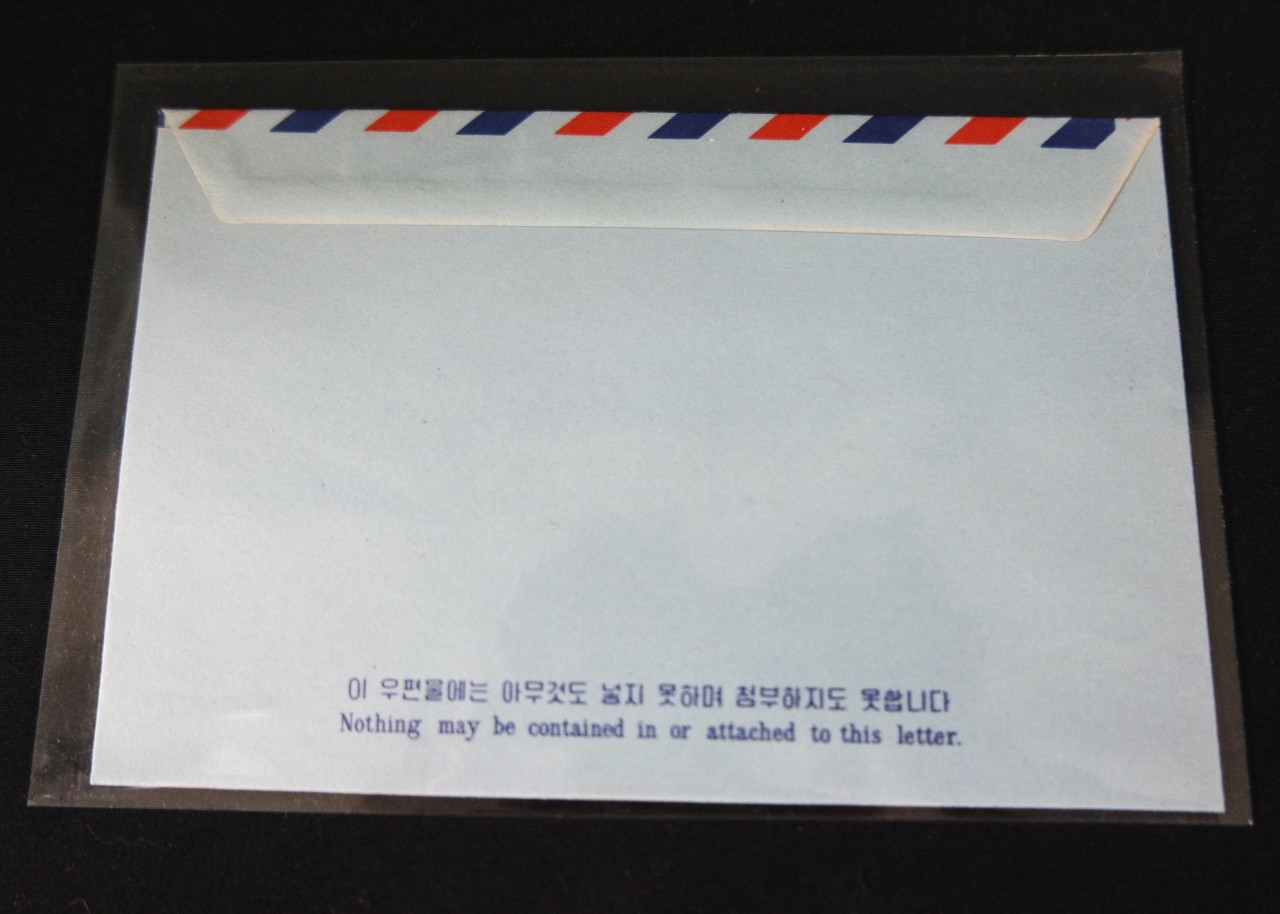 이 우편물에는 아무것도 넣지 못하며 첨부하지도 못합니다
Nothing may be contained in or attached to this letter.